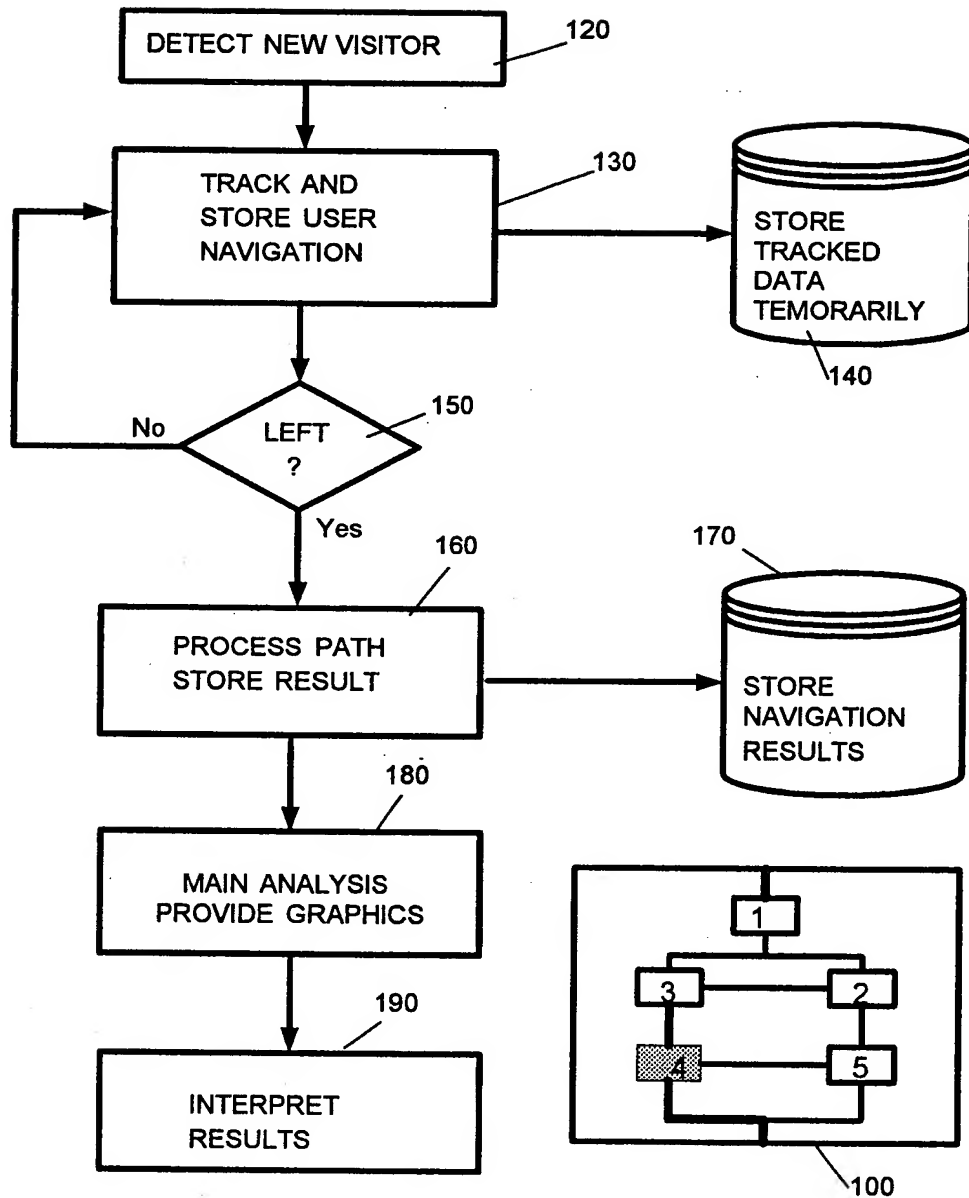 DETECT NEW VISITOR
120
TRACK AND
STORE USER
NAVIGATION
130
STORE
TRACKED
DATA
TEMORARILY
140
No
LEFT
?
150
Yes
160
170
PROCESS PATH
STORE RESULT
STORE
NAVIGATION
RESULTS
180
MAIN ANALYSIS
PROVIDE GRAPHICS
190
INTERPRET
RESULTS
1
3
2
4
5
100